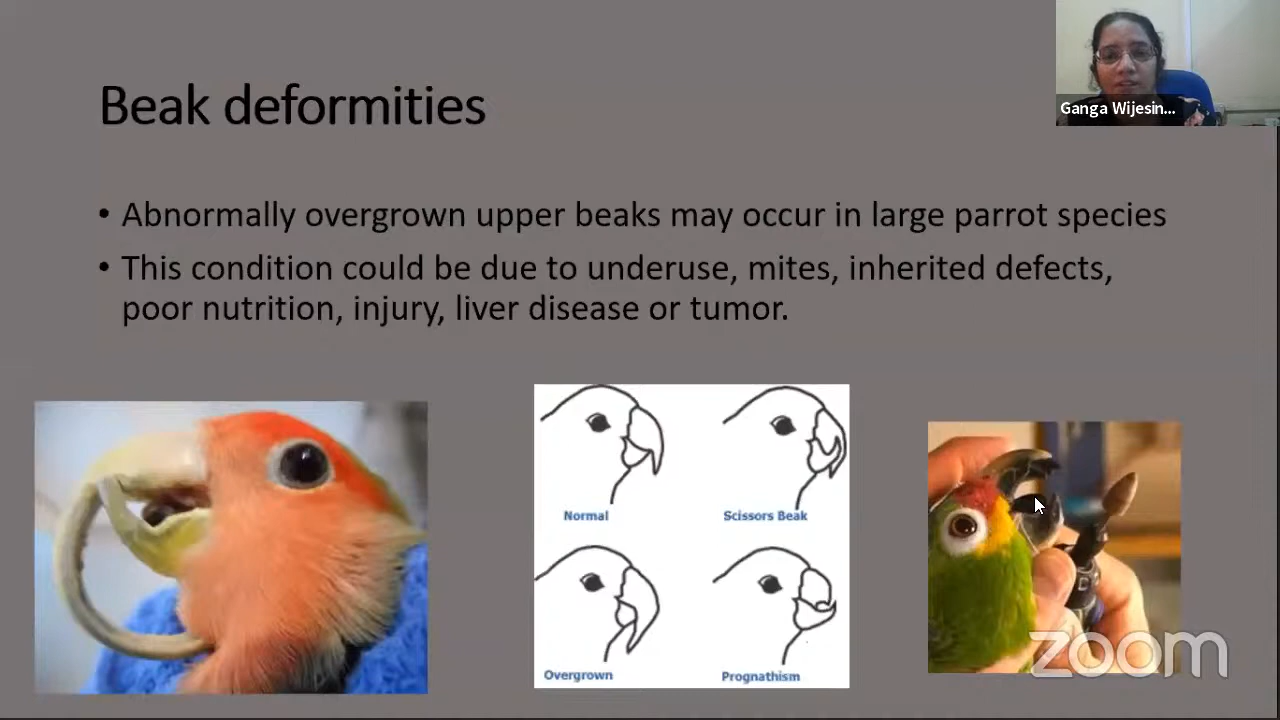 Beak deformities
Ganga Wijesin...
• Abnormally overgrown upper beaks may occur in large parrot species
• This condition could be due to underuse, mites, inherited defects,
poor nutrition, injury, liver disease or tumor.
Normal
Scissors Beak
Overgrown
Prognathism
zoom